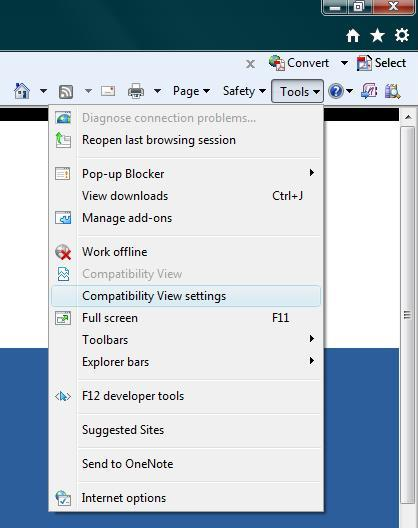 Convert Select
Page Safety Tools
Diagnose connection problems...
Reopen last browsing session
Pop-up Blocker
View downloads Ctrl+J
Manage add-ons
Work offline
Compatibility View
Compatibility View settings
Full screen F11
Toolbars
Explorer bars
F12 developer tools
Suggested Sites
Send to OneNote
Internet options